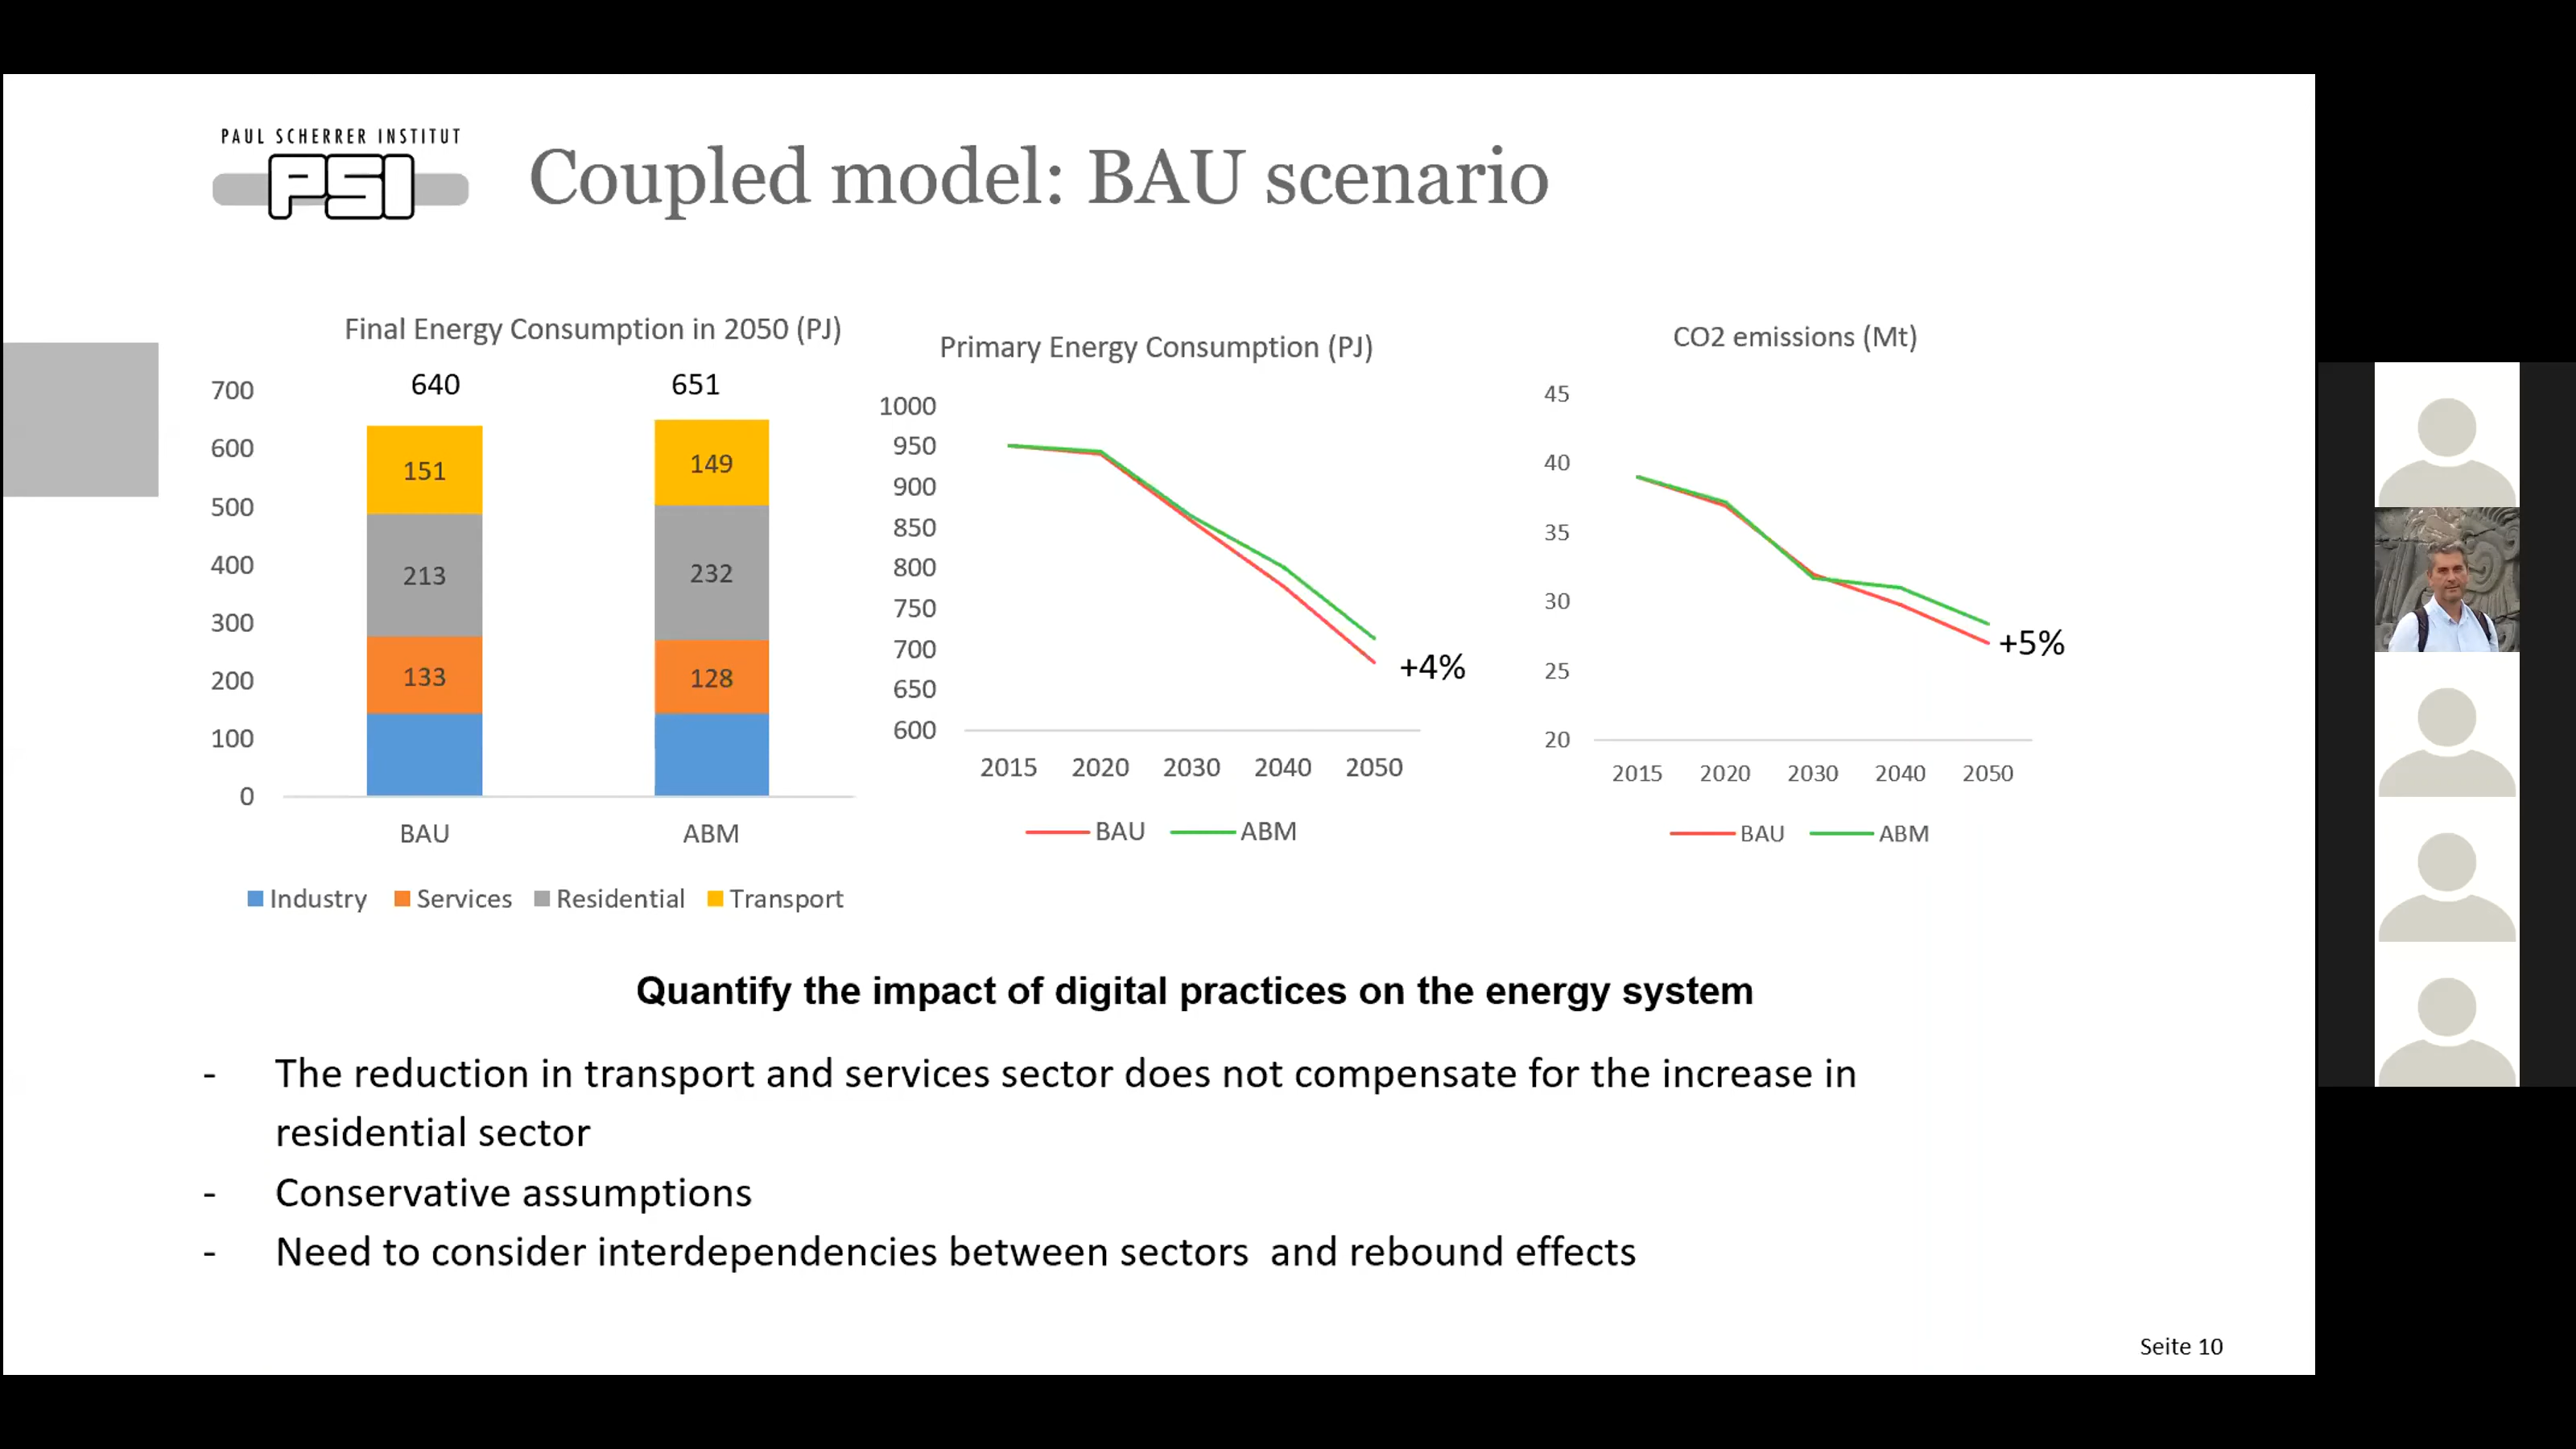 PAUL SCHERRER INSTITUT
PSI
Coupled model: BAU scenario
Final Energy Consumption in 2050 (PJ)
640 651
700
600
500
400
300
200
100
0
151 149
213 232
133 128
BAU ABM
Industry Services Residential Transport
Primary Energy Consumption (PJ)
1000
950
900
850
800
750
700
650
600
+4%
2015 2020 2030 2040 2050
BAU ABM
CO2 emissions (Mt)
45
40
35
30
25
20
+5%
2015 2020 2030 2040 2050
BAU ABM
Quantify the impact of digital practices on the energy system
- The reduction in transport and services sector does not compensate for the increase in
residential sector
- Conservative assumptions
- Need to consider interdependencies between sectors  and rebound effects
Seite 10